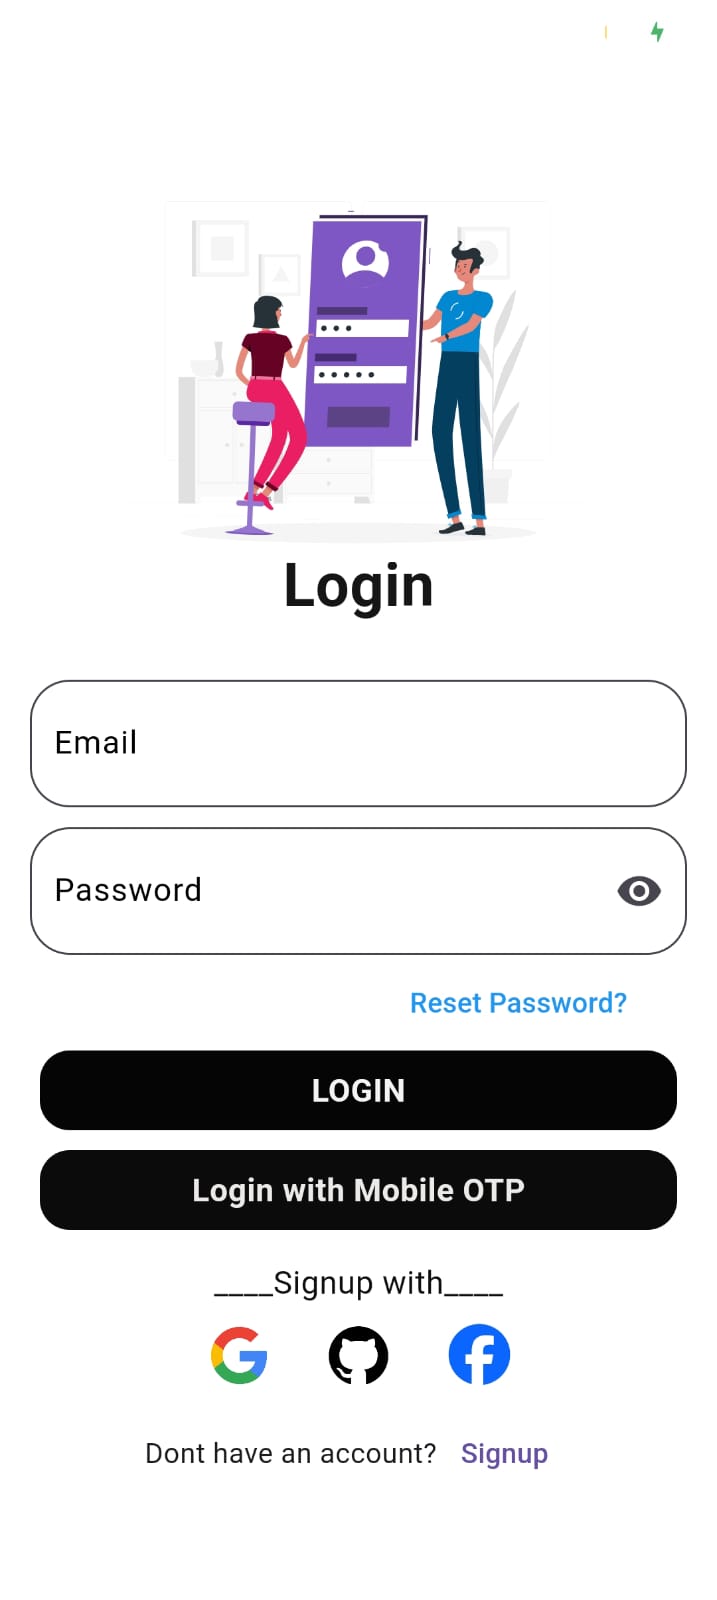 Login
Email
Password
Reset Password?
LOGIN
Login with Mobile OTP
____Signup with____
Dont have an account? Signup